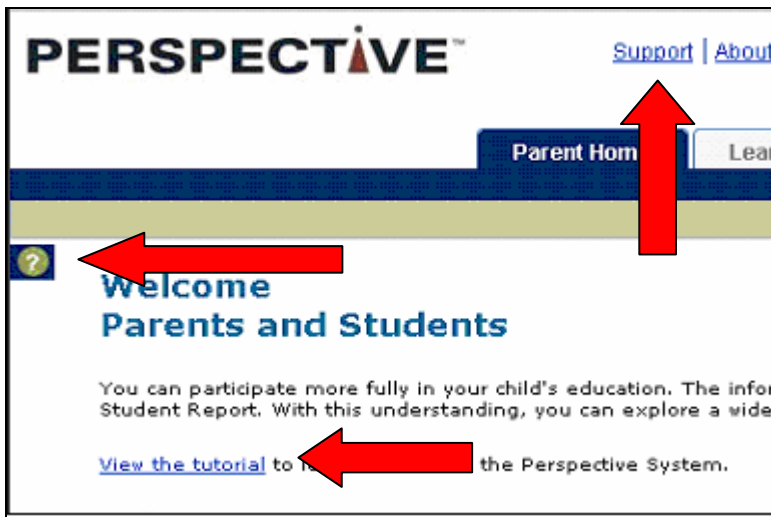 PERSPECTIVE™
Support | About
Parent Hom
Lear
?
Welcome
Parents and Students
You can participate more fully in your child's education. The infor
Student Report. With this understanding, you can explore a wide
View the tutorial to the Perspective System.